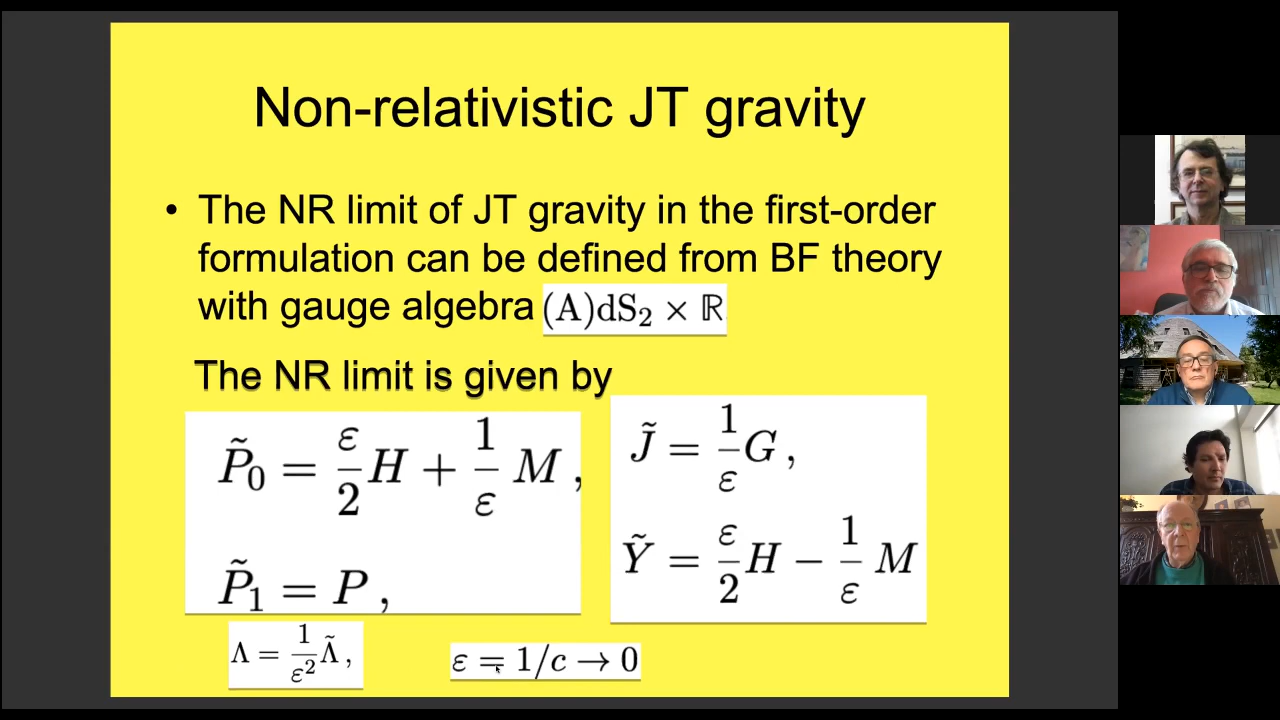 Non-relativistic JT gravity
• The NR limit of JT gravity in the first-order
formulation can be defined from BF theory
with gauge algebra (A)dS₂ × ℝ
The NR limit is given by
P̃₀ = ε/2 H + 1/ε M ,
P̃₁ = P ,
J̃ = 1/ε G ,
Ỹ = ε/2 H − 1/ε M
Λ = 1/ε² Λ̃ ,
ε = 1/c → 0